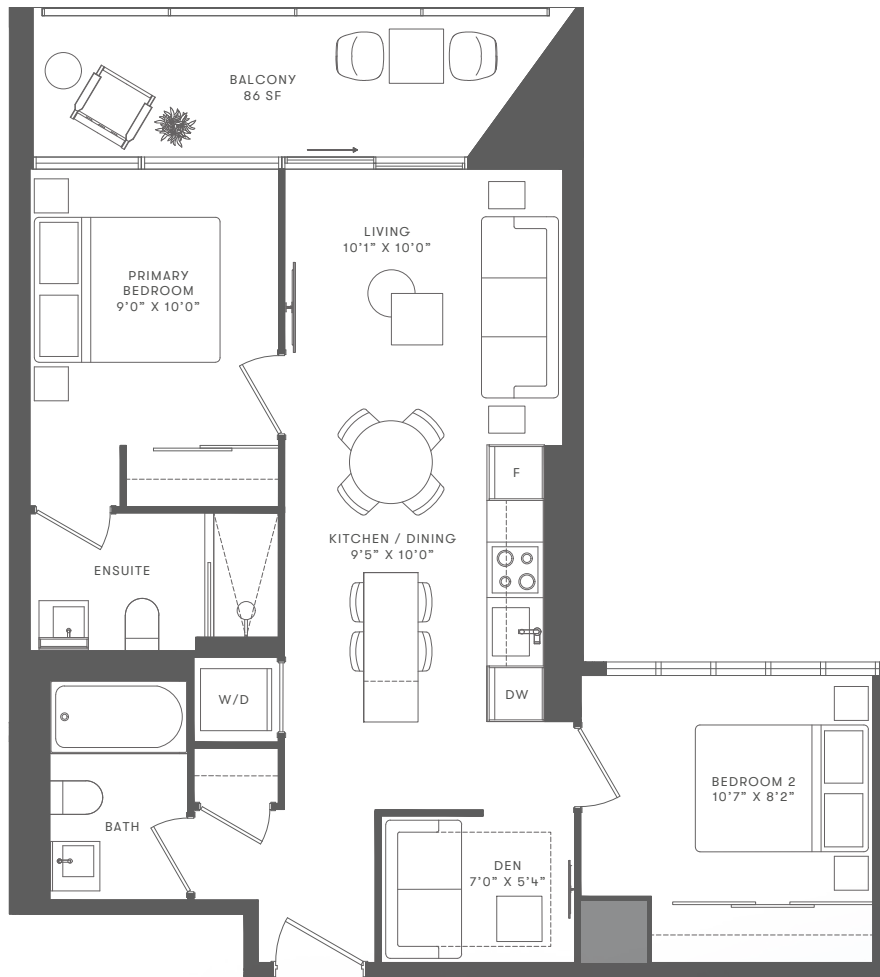 BALCONY
86 SF
LIVING
10’1” X 10’0”
PRIMARY
BEDROOM
9’0” X 10’0”
F
KITCHEN / DINING
9’5” X 10’0”
ENSUITE
W/D
DW
BEDROOM 2
10’7” X 8’2”
BATH
DEN
7’0” X 5’4”